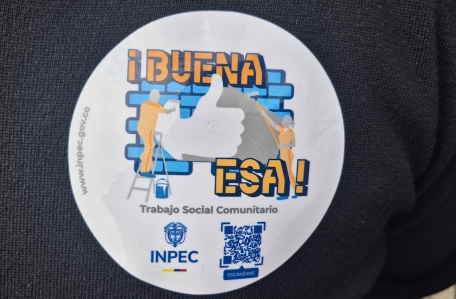 ¡BUENA
ESA!
www.inpec.gov.co
Trabajo Social Comunitario
INPEC
ESCANÉAME